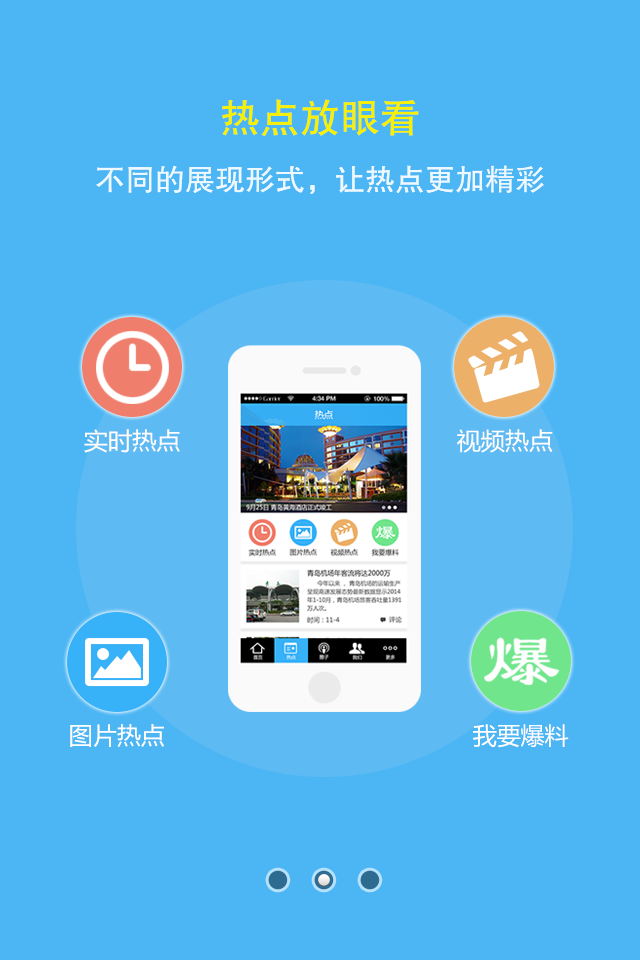 热点放眼看
不同的展现形式，让热点更加精彩
实时热点
视频热点
Carrier 4:34 PM 100%
热点
9月25日 青岛黄海酒店正式竣工
实时热点 图片热点 视频热点 爆 我要爆料
青岛机场年客流将达2000万
今年以来，青岛机场的运输生产
呈现高速发展态势最新数据显示2014
年1-10月，青岛机场旅客吞吐量1391
万人次。
时间：11-4 评论
首页 热点 圈子 我们 更多
爆
图片热点
我要爆料